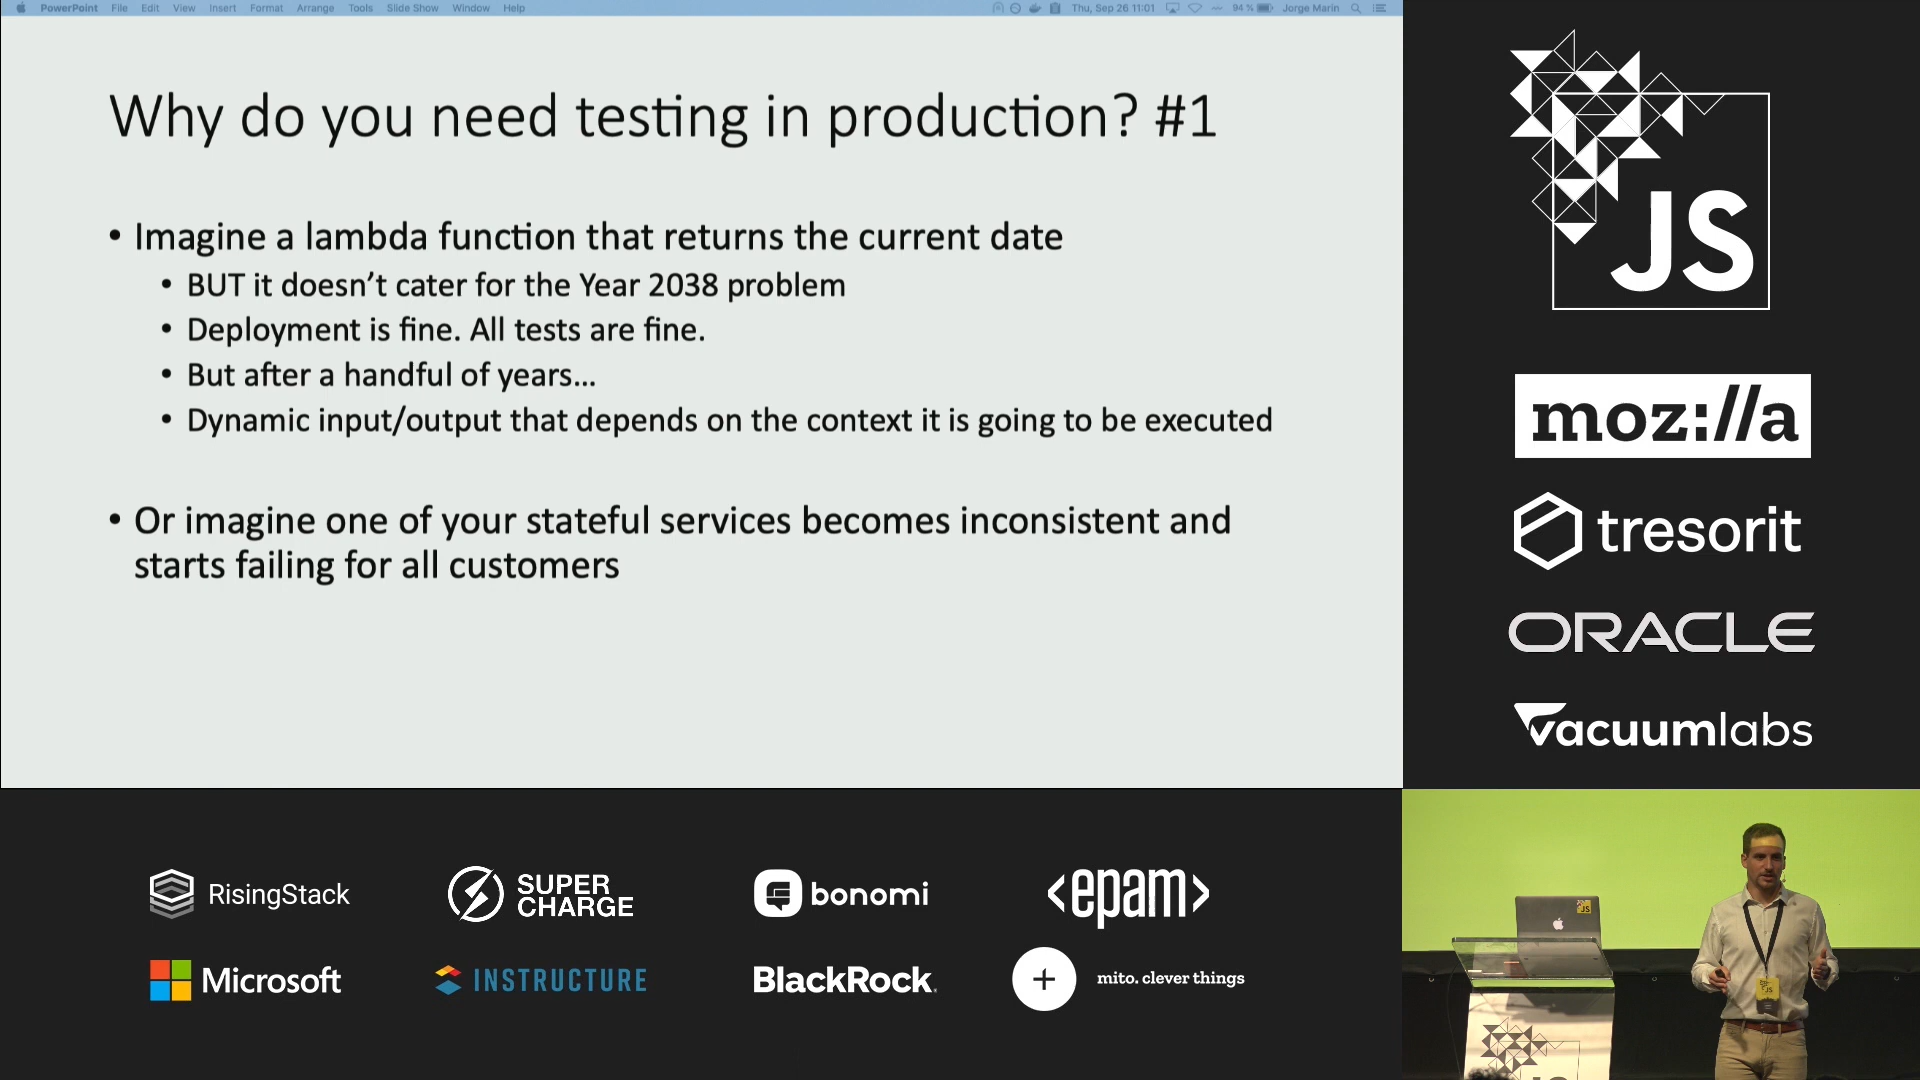 PowerPoint File Edit View Insert Format Arrange Tools Slide Show Window Help
Thu, Sep 26 11:01 94 % Jorge Marin
Why do you need testing in production? #1
• Imagine a lambda function that returns the current date
• BUT it doesn’t cater for the Year 2038 problem
• Deployment is fine. All tests are fine.
• But after a handful of years...
• Dynamic input/output that depends on the context it is going to be executed
• Or imagine one of your stateful services becomes inconsistent and
starts failing for all customers
JS
moz://a
tresorit
ORACLE
vacuumlabs
RisingStack
SUPER
CHARGE
bonomi
<epam>
Microsoft
INSTRUCTURE
BlackRock.
+
mito. clever things
JS
JS
JS